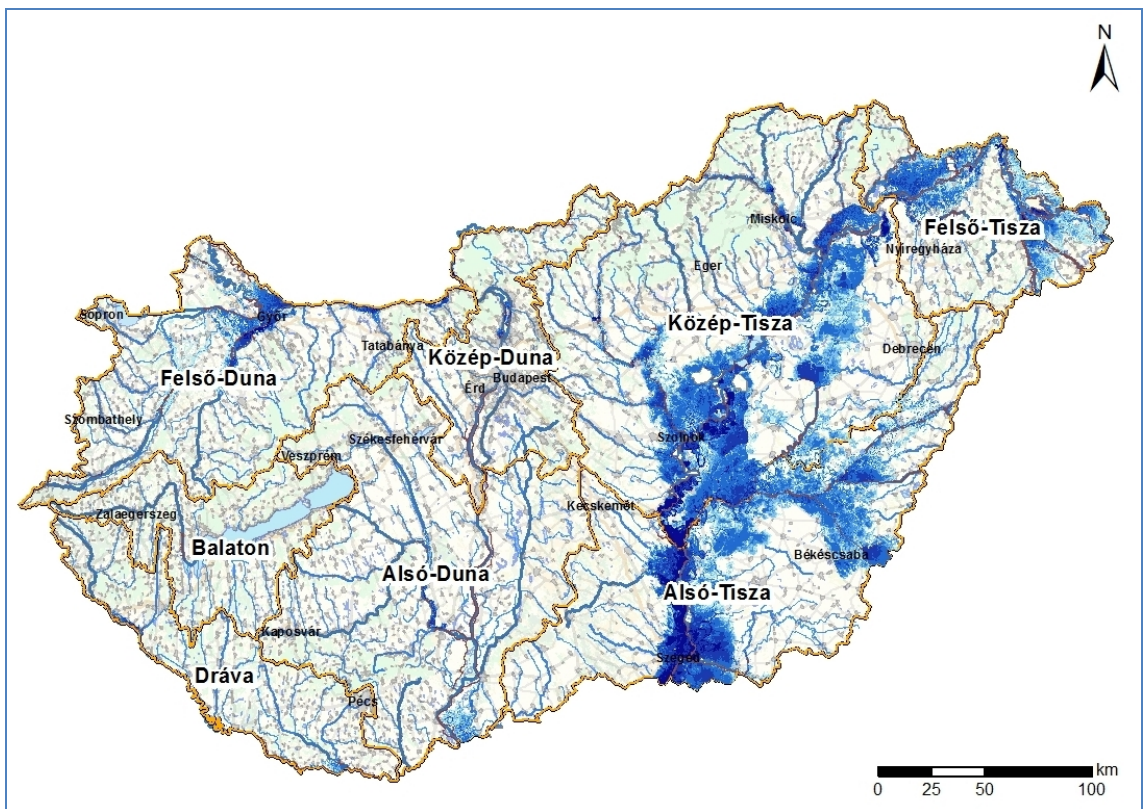 N
Miskolc
Felső-Tisza
Nyíregyháza
Eger
Sopron
Győr
Közép-Tisza
Tatabánya
Közép-Duna
Debrecen
Felső-Duna
Budapest
Érd
Szombathely
Székesfehérvár
Szolnok
Veszprém
Kecskemét
Zalaegerszeg
Balaton
Békéscsaba
Alsó-Duna
Alsó-Tisza
Kaposvár
Szeged
Dráva
Pécs
km
0 25 50 100